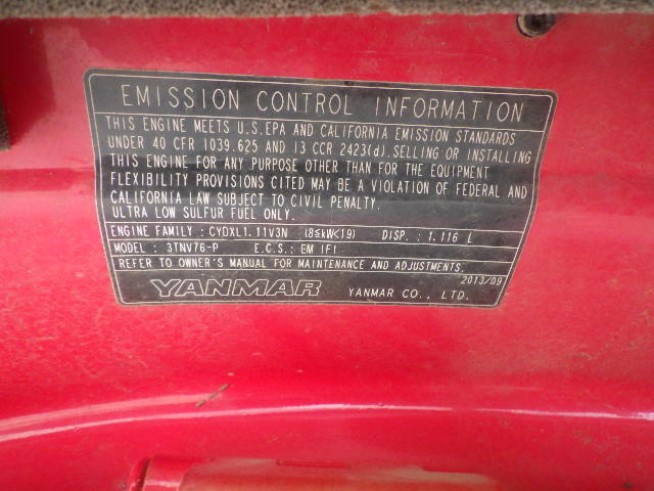 EMISSION CONTROL INFORMATION
THIS ENGINE MEETS U.S.EPA AND CALIFORNIA EMISSION STANDARDS
UNDER 40 CFR 1039.625 AND 13 CCR 2423(d).SELLING OR INSTALLING
THIS ENGINE FOR ANY PURPOSE OTHER THAN FOR THE EQUIPMENT
FLEXIBILITY PROVISIONS CITED MAY BE A VIOLATION OF FEDERAL AND
CALIFORNIA LAW SUBJECT TO CIVIL PENALTY.
ULTRA LOW SULFUR FUEL ONLY.
ENGINE FAMILY : CYDXL1.11V3N (8≦kW<19) DISP. : 1.116 L
MODEL : 3TNV76-P E.C.S.: EM IFI
REFER TO OWNER'S MANUAL FOR MAINTENANCE AND ADJUSTMENTS.
2013/09
YANMAR YANMAR CO., LTD.